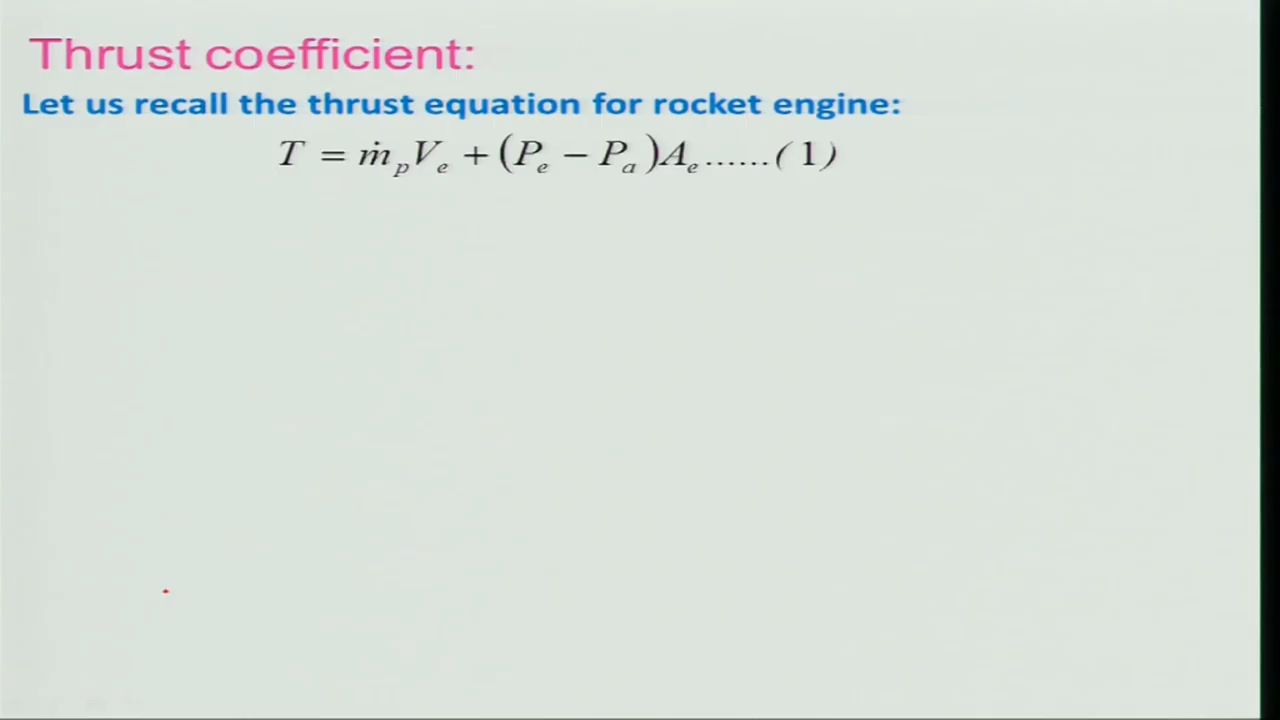 Thrust coefficient:
Let us recall the thrust equation for rocket engine:
T = ṁ_p V_e + (P_e − P_a) A_e ......( 1 )